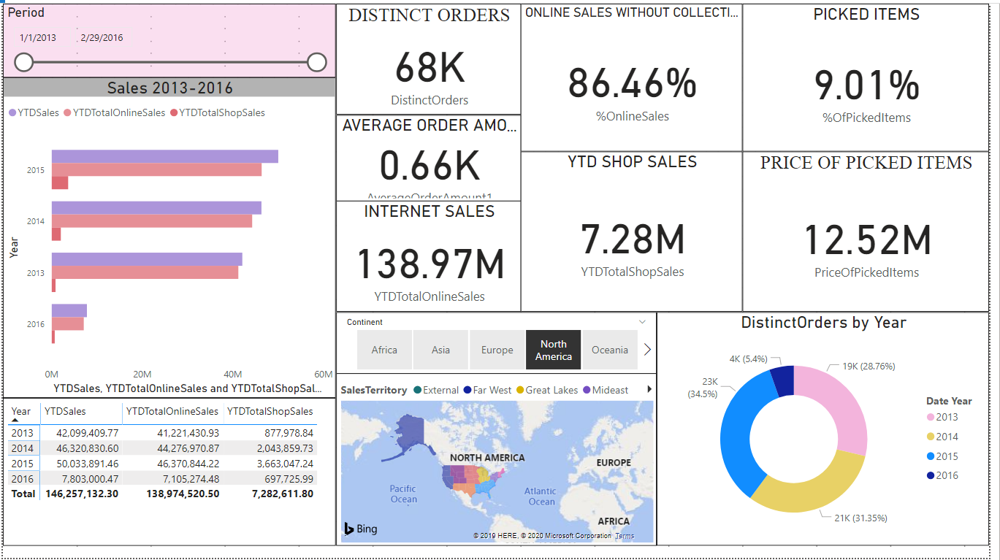 Period
1/1/2013 2/29/2016
Sales 2013-2016
YTDSales YTDTotalOnlineSales YTDTotalShopSales
2015
2014
2013
2016
Year
0M 20M 40M 60M
YTDSales, YTDTotalOnlineSales and YTDTotalShopSal...
Year YTDSales YTDTotalOnlineSales YTDTotalShopSales
2013 42,099,409.77 41,221,430.93 877,978.84
2014 46,320,830.60 44,276,970.87 2,043,859.73
2015 50,033,891.46 46,370,844.22 3,663,047.24
2016 7,803,000.47 7,105,274.48 697,725.99
Total 146,257,132.30 138,974,520.50 7,282,611.80
DISTINCT ORDERS
68K
DistinctOrders
AVERAGE ORDER AMO...
0.66K
AverageOrderAmount1
INTERNET SALES
138.97M
YTDTotalOnlineSales
ONLINE SALES WITHOUT COLLECTI...
86.46%
%OnlineSales
PICKED ITEMS
9.01%
%OfPickedItems
YTD SHOP SALES
7.28M
YTDTotalShopSales
PRICE OF PICKED ITEMS
12.52M
PriceOfPickedItems
Continent
Africa Asia Europe North America Oceania
SalesTerritory External Far West Great Lakes Mideast
NORTH AMERICA
EUROPE
Pacific
Ocean
Atlantic
Ocean
AFRICA
Bing
© 2019 HERE, © 2020 Microsoft Corporation Terms
DistinctOrders by Year
4K (5.4%)
19K (28.76%)
23K
(34.5%)
21K (31.35%)
Date Year
2013
2014
2015
2016